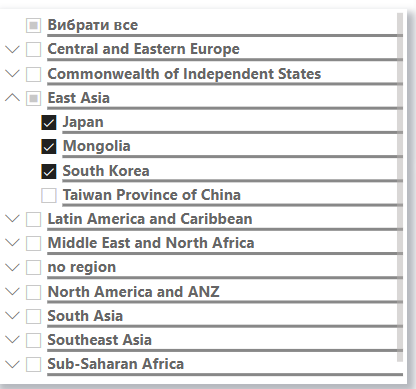 Вибрати все
Central and Eastern Europe
Commonwealth of Independent States
East Asia
Japan
Mongolia
South Korea
Taiwan Province of China
Latin America and Caribbean
Middle East and North Africa
no region
North America and ANZ
South Asia
Southeast Asia
Sub-Saharan Africa